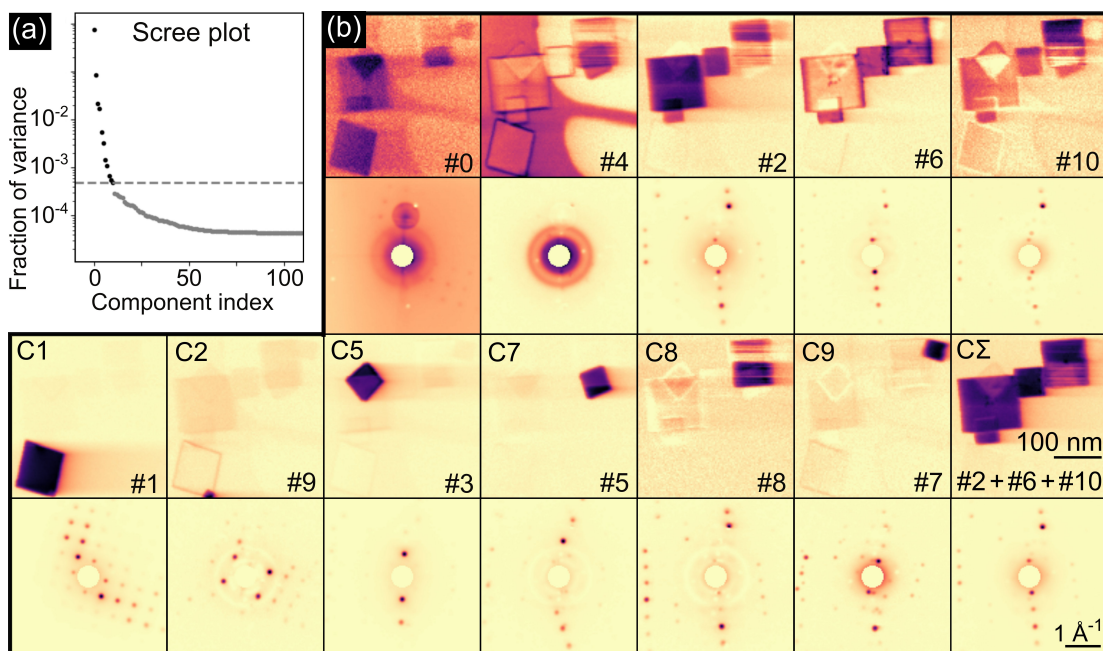 (a)
Scree plot
Fraction of variance
10⁻²
10⁻³
10⁻⁴
0
50
100
Component index
(b)
#0
#4
#2
#6
#10
C1
C2
C5
C7
C8
C9
CΣ
100 nm
#1
#9
#3
#5
#8
#7
#2+#6+#10
1 Å⁻¹